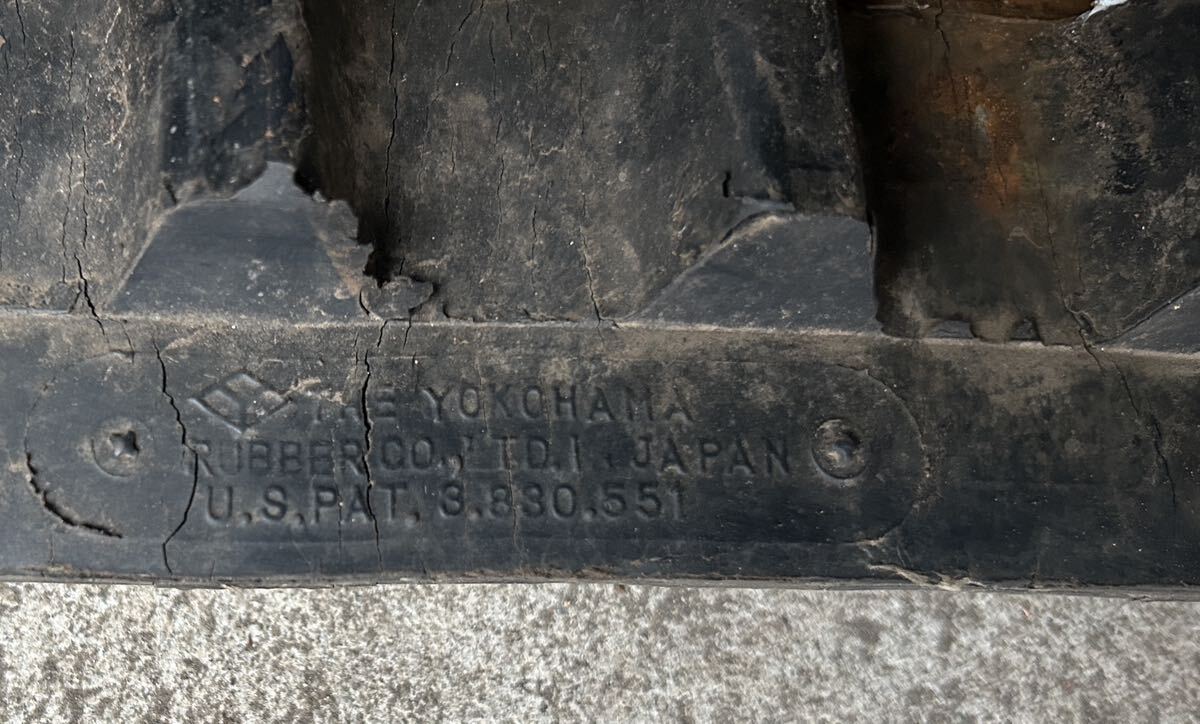 THE YOKOHAMA
RUBBER CO., LTD. JAPAN
U.S.PAT. 3.830.551